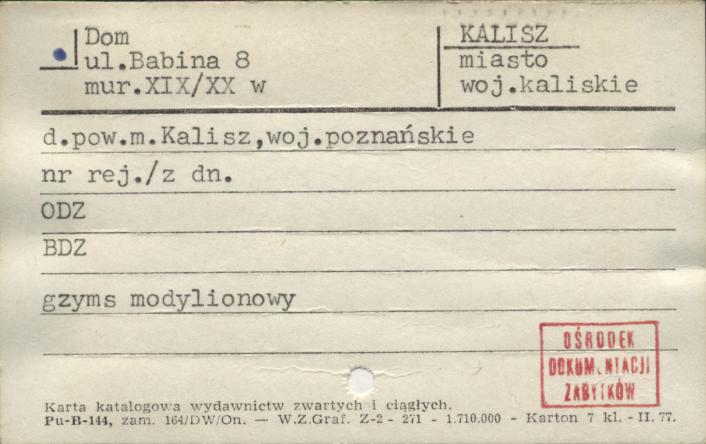 Dom
ul.Babina 8
mur.XIX/XX w
KALISZ
miasto
woj.kaliskie
d.pow.m.Kalisz,woj.poznańskie
nr rej./z dn.
ODZ
BDZ
gzyms modylionowy
OŚRODEK
DOKUMENTACJI
ZABYTKÓW
Karta katalogowa wydawnictw zwartych i ciągłych.
Pu-B-144, zam. 164/DW/On. — W.Z.Graf. Z-2 - 271 - 1.710.000 - Karton 7 kl. - II. 77.